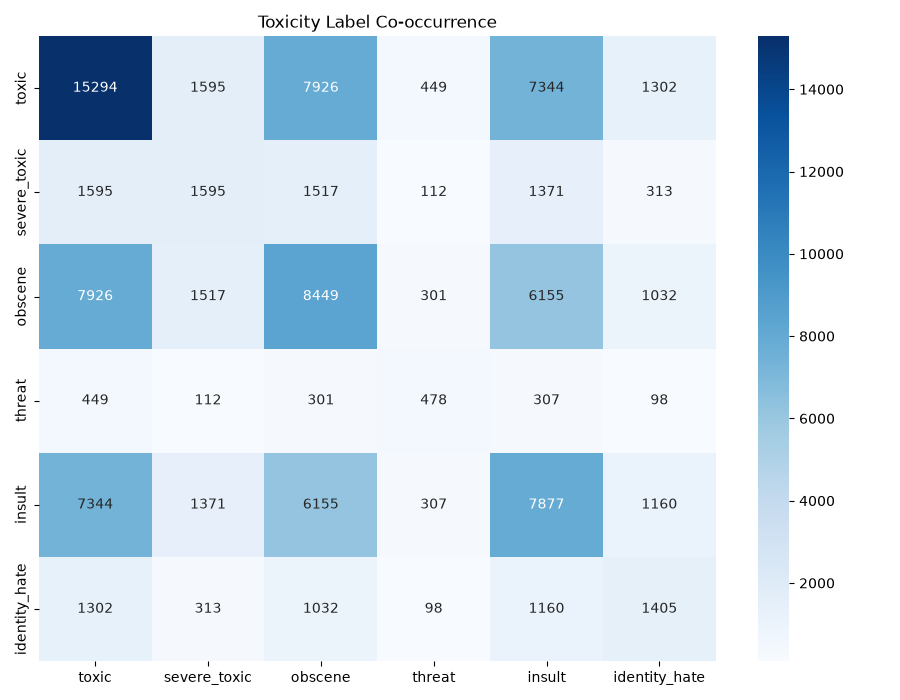 Toxicity Label Co-occurrence
toxic 15294 1595 7926 449 7344 1302
severe_toxic 1595 1595 1517 112 1371 313
obscene 7926 1517 8449 301 6155 1032
threat 449 112 301 478 307 98
insult 7344 1371 6155 307 7877 1160
identity_hate 1302 313 1032 98 1160 1405
toxic severe_toxic obscene threat insult identity_hate
14000
12000
10000
8000
6000
4000
2000